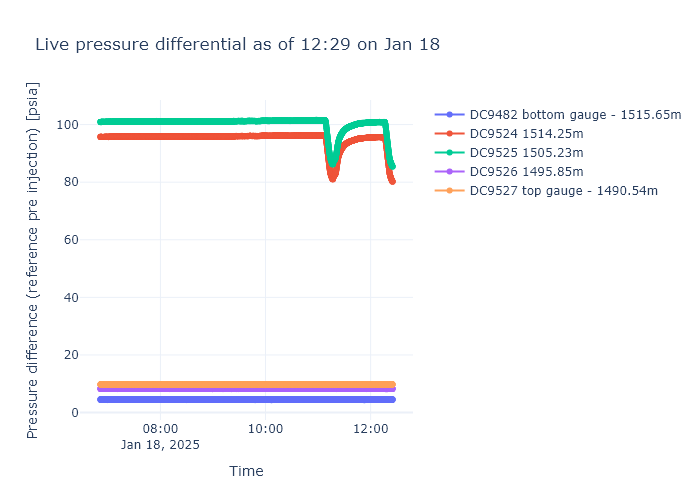 Live pressure differential as of 12:29 on Jan 18
Pressure difference (reference pre injection) [psia]
100
80
60
40
20
0
08:00
Jan 18, 2025
10:00
12:00
Time
DC9482 bottom gauge - 1515.65m
DC9524 1514.25m
DC9525 1505.23m
DC9526 1495.85m
DC9527 top gauge - 1490.54m